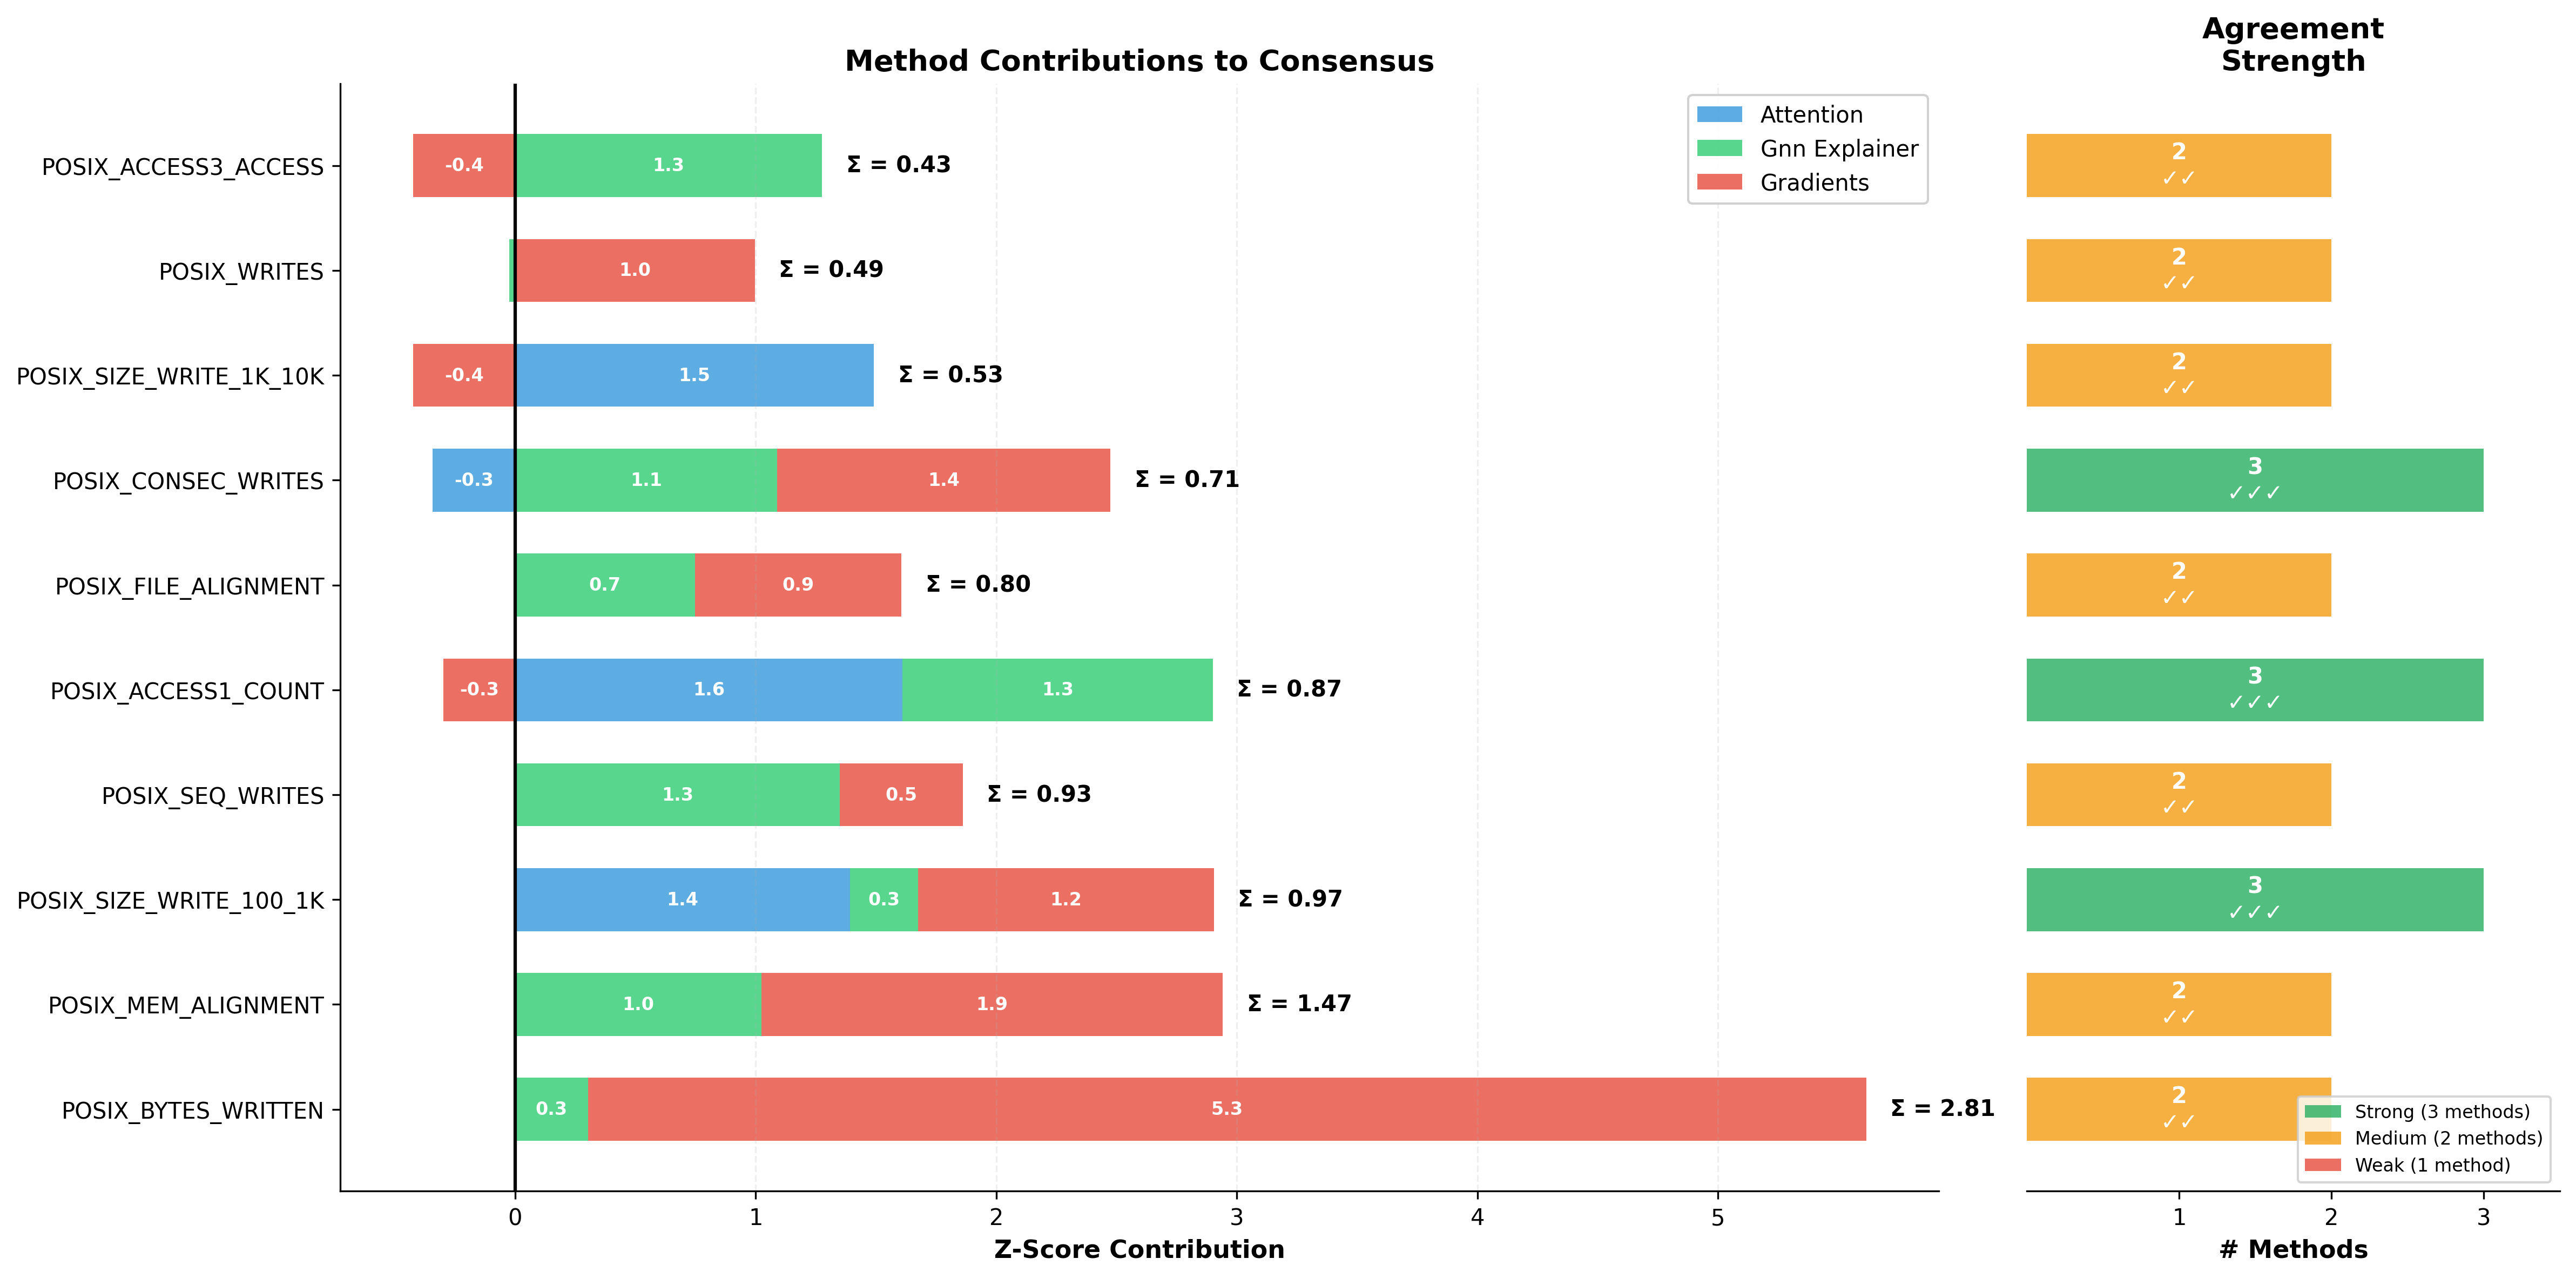 Method Contributions to Consensus
Agreement
Strength
Attention
Gnn Explainer
Gradients
POSIX_ACCESS3_ACCESS
-0.4
1.3
Σ = 0.43
2
✓✓
POSIX_WRITES
1.0
Σ = 0.49
2
✓✓
POSIX_SIZE_WRITE_1K_10K
-0.4
1.5
Σ = 0.53
2
✓✓
POSIX_CONSEC_WRITES
-0.3
1.1
1.4
Σ = 0.71
3
✓✓✓
POSIX_FILE_ALIGNMENT
0.7
0.9
Σ = 0.80
2
✓✓
POSIX_ACCESS1_COUNT
-0.3
1.6
1.3
Σ = 0.87
3
✓✓✓
POSIX_SEQ_WRITES
1.3
0.5
Σ = 0.93
2
✓✓
POSIX_SIZE_WRITE_100_1K
1.4
0.3
1.2
Σ = 0.97
3
✓✓✓
POSIX_MEM_ALIGNMENT
1.0
1.9
Σ = 1.47
2
✓✓
POSIX_BYTES_WRITTEN
0.3
5.3
Σ = 2.81
2
✓✓
Strong (3 methods)
Medium (2 methods)
Weak (1 method)
0 1 2 3 4 5
1 2 3
Z-Score Contribution
# Methods